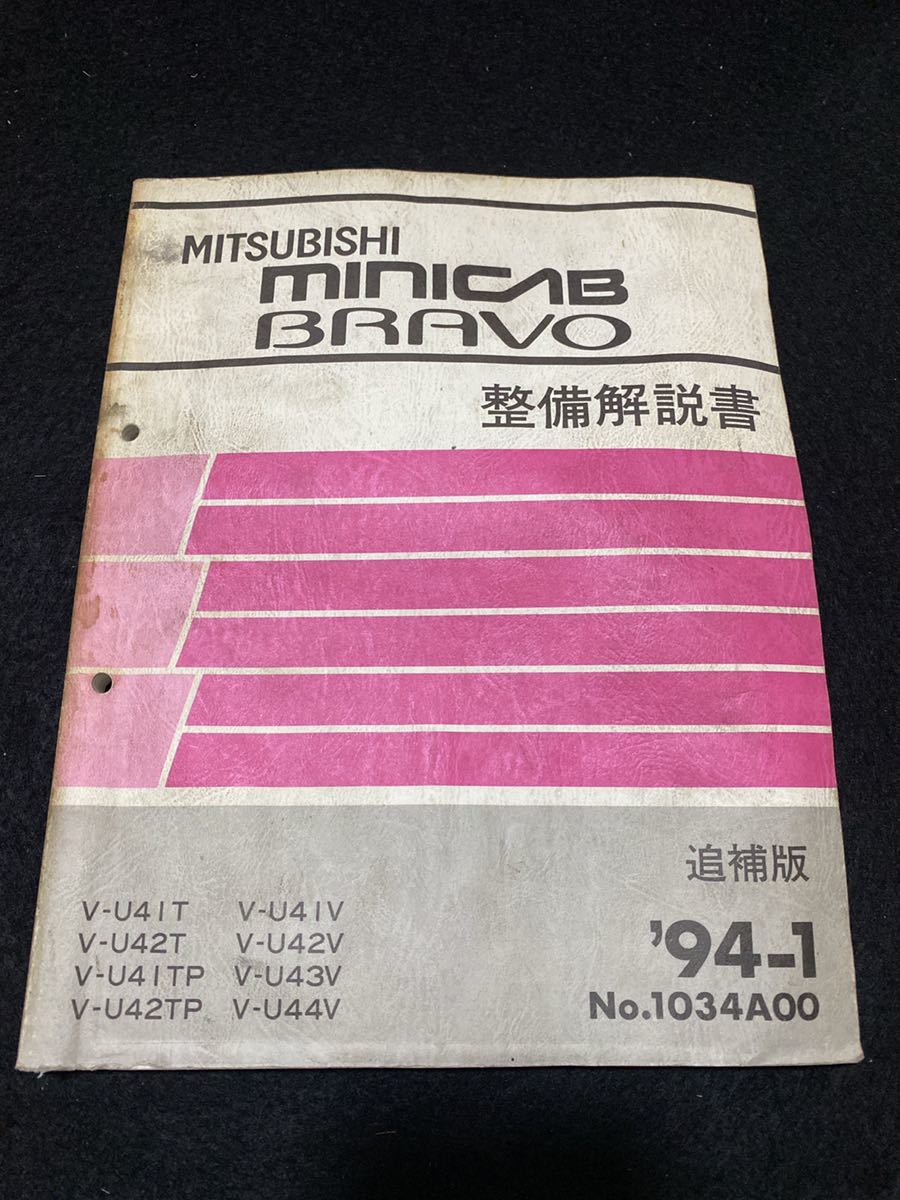 MITSUBISHI
MINICAB
BRAVO
整備解説書
追補版
V-U41T V-U41V
V-U42T V-U42V
V-U41TP V-U43V
V-U42TP V-U44V
'94-1
No.1034A00